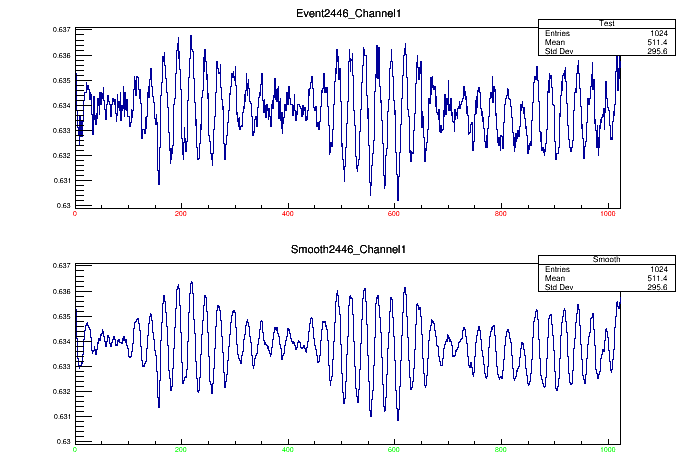 Event2446_Channel1
Test
Entries 1024
Mean 511.4
Std Dev 295.6
0.637
0.636
0.635
0.634
0.633
0.632
0.631
0.63
0 200 400 600 800 1000
Smooth2446_Channel1
Smooth
Entries 1024
Mean 511.4
Std Dev 295.6
0.637
0.636
0.635
0.634
0.633
0.632
0.631
0.63
0 200 400 600 800 1000